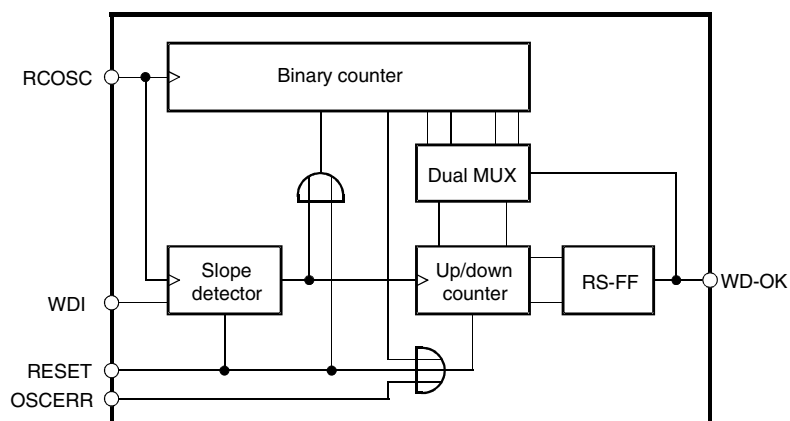 RCOSC
Binary counter
Dual MUX
Slope
detector
Up/down
counter
RS-FF
WD-OK
WDI
RESET
OSCERR